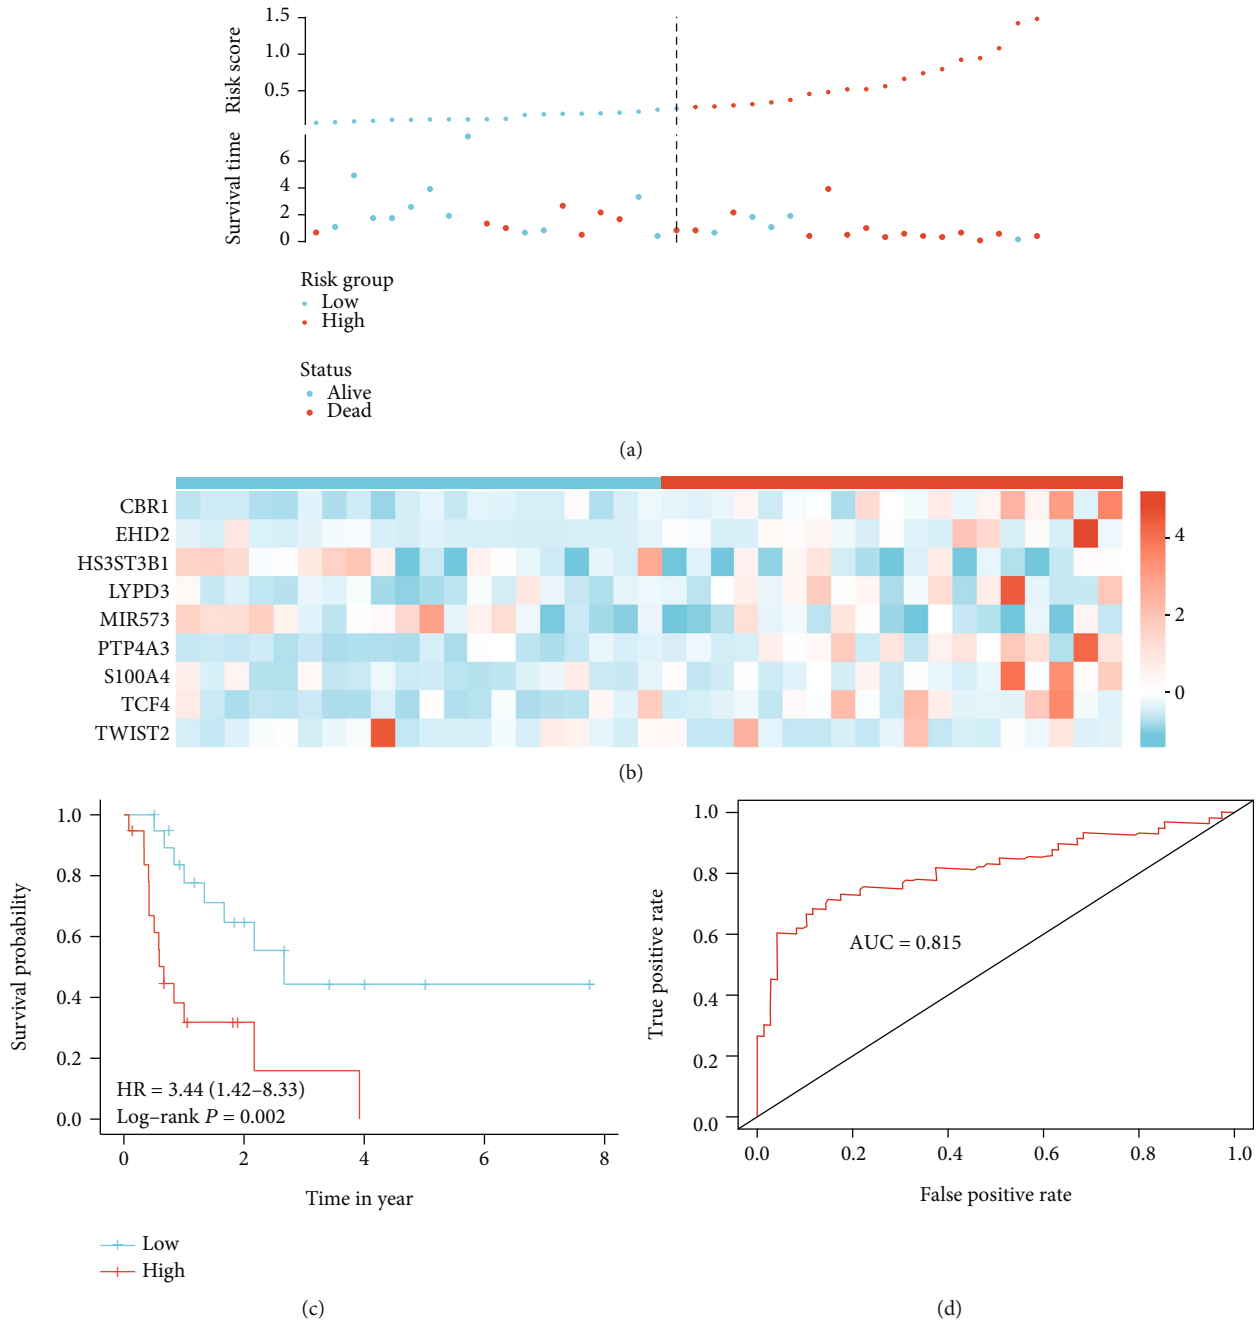 Risk score
1.5
1.0
0.5
Survival time
6
4
2
0
Risk group
Low
High
Status
Alive
Dead
(a)
CBR1
EHD2
HS3ST3B1
LYPD3
MIR573
PTP4A3
S100A4
TCF4
TWIST2
4
2
0
(b)
Survival probability
1.0
0.8
0.6
0.4
0.2
0.0
HR = 3.44 (1.42–8.33)
Log–rank P = 0.002
0 2 4 6 8
Time in year
Low
High
(c)
True positive rate
1.0
0.8
0.6
0.4
0.2
0.0
AUC = 0.815
0.0 0.2 0.4 0.6 0.8 1.0
False positive rate
(d)